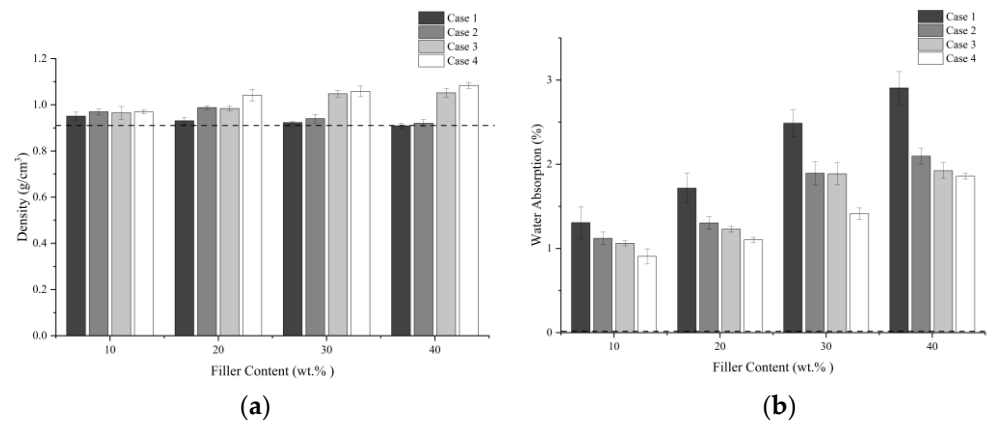 Case 1
Case 2
Case 3
Case 4
1.2
1.0
0.8
0.6
0.4
0.2
0.0
Density (g/cm³)
10 20 30 40
Filler Content (wt.% )
(a)
Case 1
Case 2
Case 3
Case 4
3
2
1
0
Water Absorption (%)
10 20 30 40
Filler Content (wt.% )
(b)